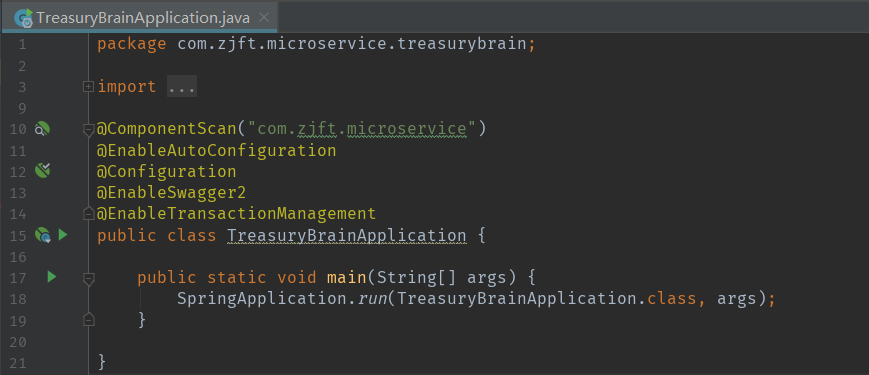 TreasuryBrainApplication.java
1 package com.zjft.microservice.treasurybrain;
2
3 import ...
9
10 @ComponentScan("com.zjft.microservice")
11 @EnableAutoConfiguration
12 @Configuration
13 @EnableSwagger2
14 @EnableTransactionManagement
15 public class TreasuryBrainApplication {
16
17 public static void main(String[] args) {
18 SpringApplication.run(TreasuryBrainApplication.class, args);
19 }
20
21 }